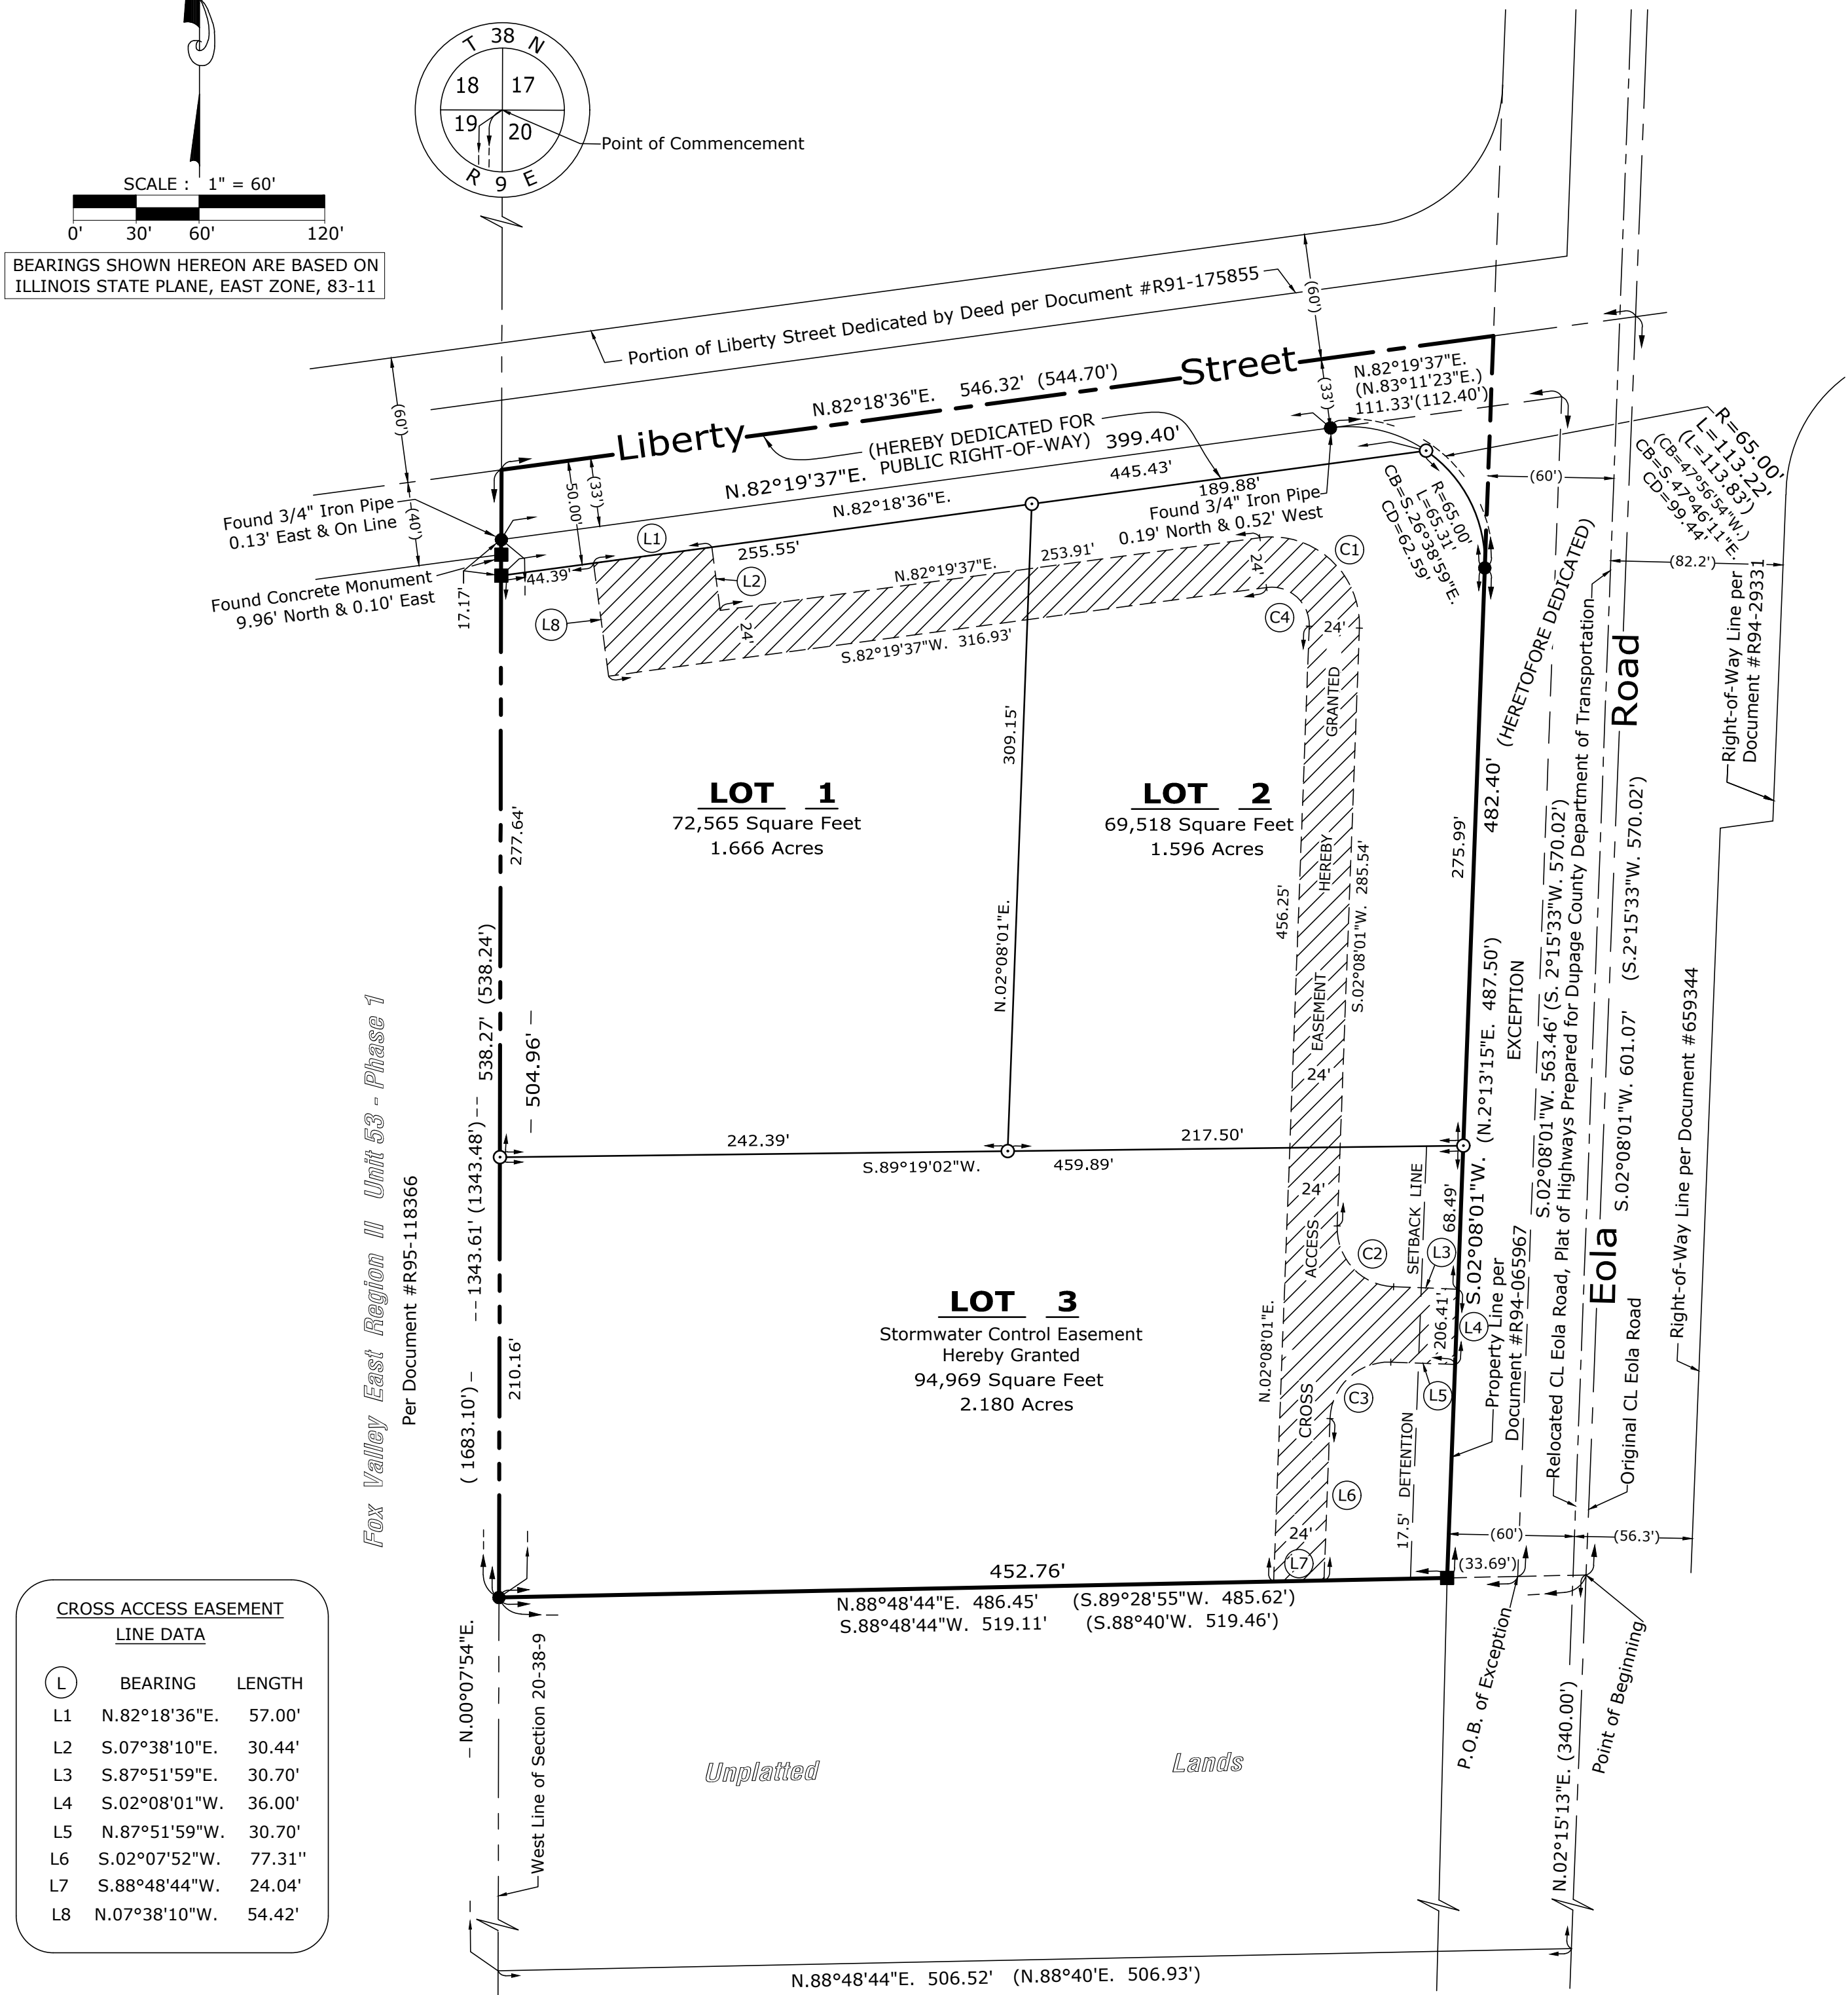 T 38 N
18 17
19 20
R 9 E
Point of Commencement
SCALE : 1" = 60'
0' 30' 60' 120'
BEARINGS SHOWN HEREON ARE BASED ON
ILLINOIS STATE PLANE, EAST ZONE, 83-11
Portion of Liberty Street Dedicated by Deed per Document #R91-175855
(60')
(60')
Liberty Street
N.82°18'36"E. 546.32' (544.70')
(33')
N.82°19'37"E.
(N.83°11'23"E.)
111.33'(112.40')
(HEREBY DEDICATED FOR
PUBLIC RIGHT-OF-WAY)
N.82°19'37"E. 399.40'
N.82°18'36"E. 445.43'
R=65.00'
L=113.22'
(L=113.83')
(CB=47°56'54"W.)
CB=S.47°46'11"E.
CD=99.44'
R=65.00'
L=65.31'
CB=S.26°38'59"E.
CD=62.59'
(60')
(82.2')
Found 3/4" Iron Pipe
0.13' East & On Line
(40')
50.00'
(33')
Found Concrete Monument
9.96' North & 0.10' East
17.17'
44.39'
L1
255.55'
189.88'
Found 3/4" Iron Pipe
0.19' North & 0.52' West
L2
L8
24'
N.82°19'37"E. 253.91'
S.82°19'37"W. 316.93'
24'
C1
C4
24'
(HERETOFORE DEDICATED)
Right-of-Way Line per
Document #R94-29331
Eola Road
277.64'
309.15'
N.02°08'01"E.
LOT 1
72,565 Square Feet
1.666 Acres
LOT 2
69,518 Square Feet
1.596 Acres
CROSS ACCESS EASEMENT HEREBY GRANTED
456.25'
N.02°08'01"E.
S.02°08'01"W. 285.54'
24'
275.99'
S.02°08'01"W. 482.40'
(N.2°13'15"E. 487.50')
EXCEPTION
S.02°08'01"W. 563.46' (S. 2°15'33"W. 570.02')
Relocated CL Eola Road, Plat of Highways Prepared for Dupage County Department of Transportation
S.02°08'01"W. 601.07' (S.2°15'33"W. 570.02')
Original CL Eola Road
Right-of-Way Line per Document #659344
Fox Valley East Region II Unit 53 - Phase 1
Per Document #R95-118366
( 1683.10')
1343.61' (1343.48')
538.27' (538.24')
504.96'
242.39'
217.50'
S.89°19'02"W. 459.89'
24'
210.16'
LOT 3
Stormwater Control Easement
Hereby Granted
94,969 Square Feet
2.180 Acres
C2
L3
68.49'
206.41'
L4
C3
L5
L6
17.5' DETENTION SETBACK LINE
Property Line per
Document #R94-065967
24'
L7
(60')
(56.3')
(33.69')
452.76'
N.88°48'44"E. 486.45' (S.89°28'55"W. 485.62')
S.88°48'44"W. 519.11' (S.88°40'W. 519.46')
N.00°07'54"E.
West Line of Section 20-38-9
Unplatted Lands
P.O.B. of Exception
Point of Beginning
N.02°15'13"E. (340.00')
N.88°48'44"E. 506.52' (N.88°40'E. 506.93')
CROSS ACCESS EASEMENT
LINE DATA
L BEARING LENGTH
L1 N.82°18'36"E. 57.00'
L2 S.07°38'10"E. 30.44'
L3 S.87°51'59"E. 30.70'
L4 S.02°08'01"W. 36.00'
L5 N.87°51'59"W. 30.70'
L6 S.02°07'52"W. 77.31''
L7 S.88°48'44"W. 24.04'
L8 N.07°38'10"W. 54.42'